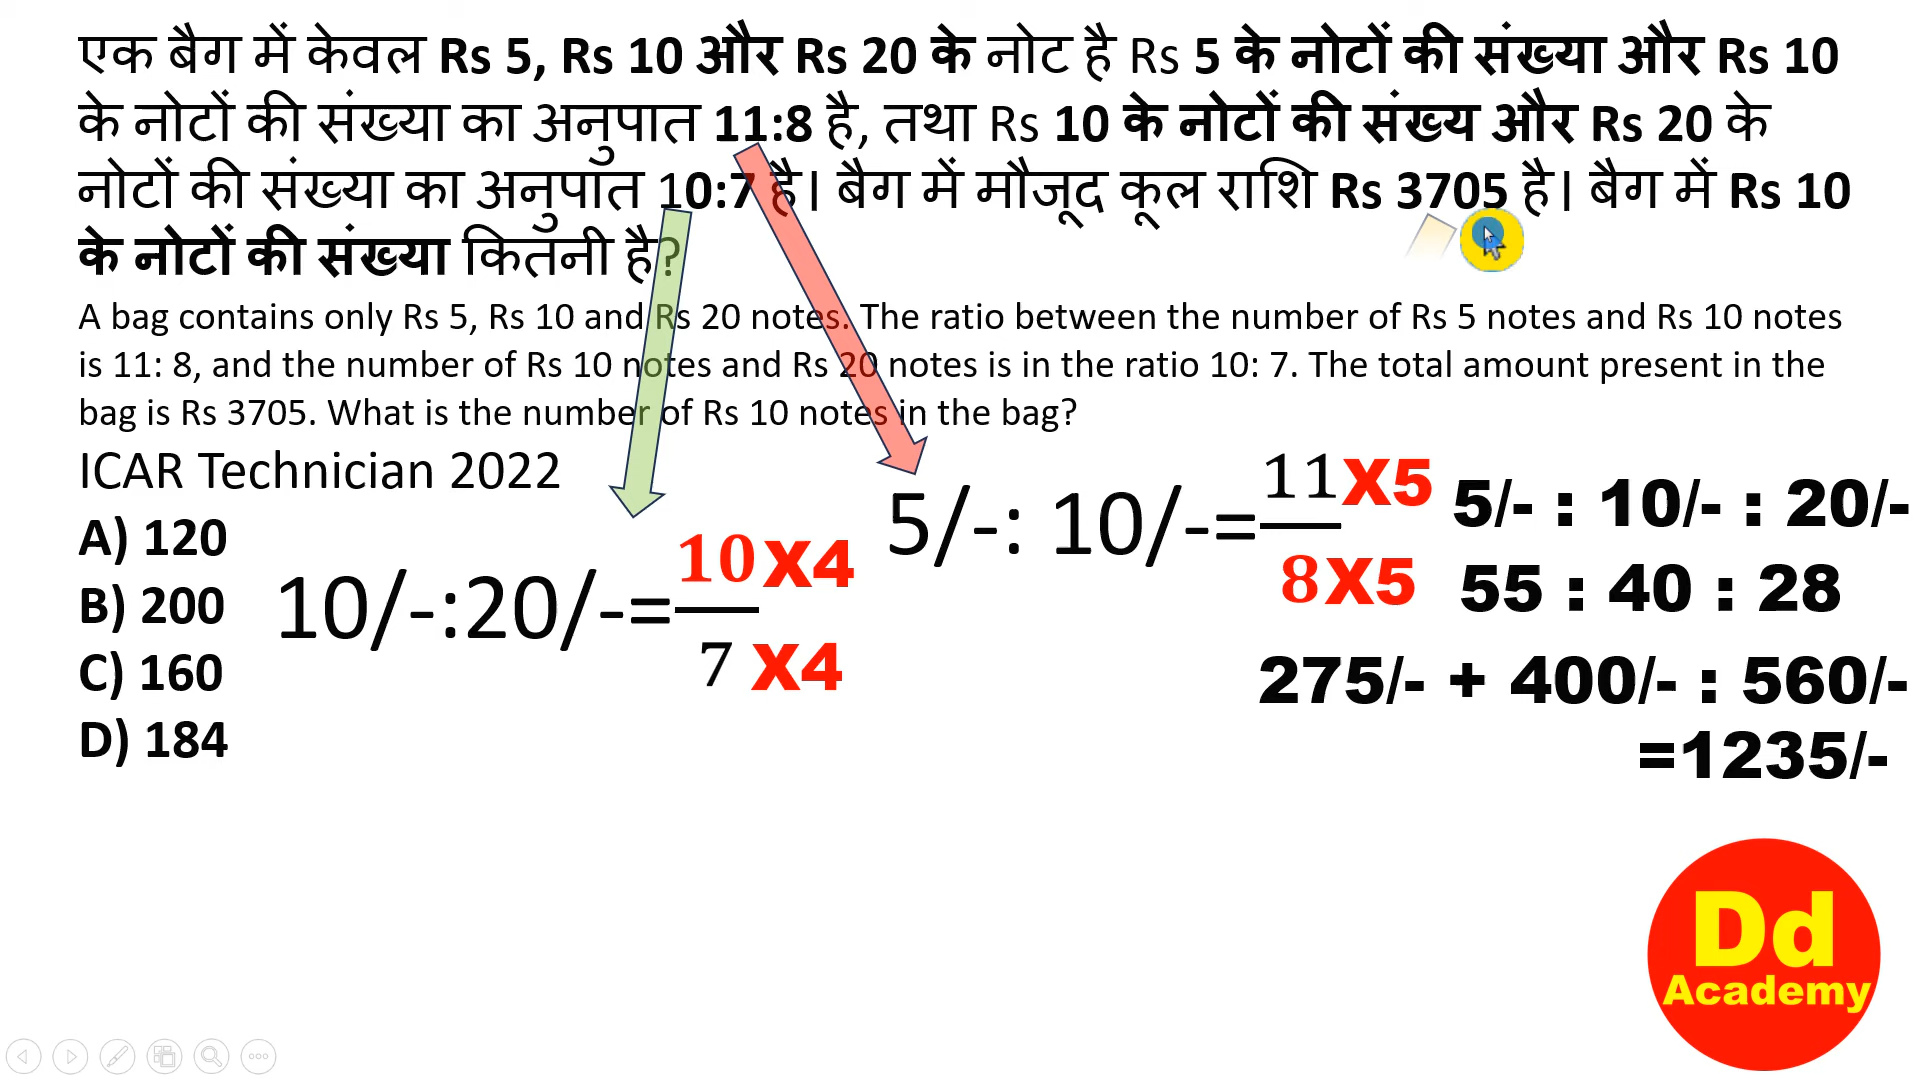 एक बैग में केवल Rs 5, Rs 10 और Rs 20 के नोट है Rs 5 के नोटों की संख्या और Rs 10
के नोटों की संख्या का अनुपात 11:8 है, तथा Rs 10 के नोटों की संख्य और Rs 20 के
नोटों की संख्या का अनुपात 10:7 है। बैग में मौजूद कूल राशि Rs 3705 है। बैग में Rs 10
के नोटों की संख्या कितनी है?
A bag contains only Rs 5, Rs 10 and Rs 20 notes. The ratio between the number of Rs 5 notes and Rs 10 notes
is 11: 8, and the number of Rs 10 notes and Rs 20 notes is in the ratio 10: 7. The total amount present in the
bag is Rs 3705. What is the number of Rs 10 notes in the bag?
ICAR Technician 2022
A) 120
B) 200
C) 160
D) 184
10/-:20/-=
10X4
7 X4
5/-: 10/-=
11X5
8X5
5/- : 10/- : 20/-
55 : 40 : 28
275/- + 400/- : 560/-
=1235/-
Dd
Academy